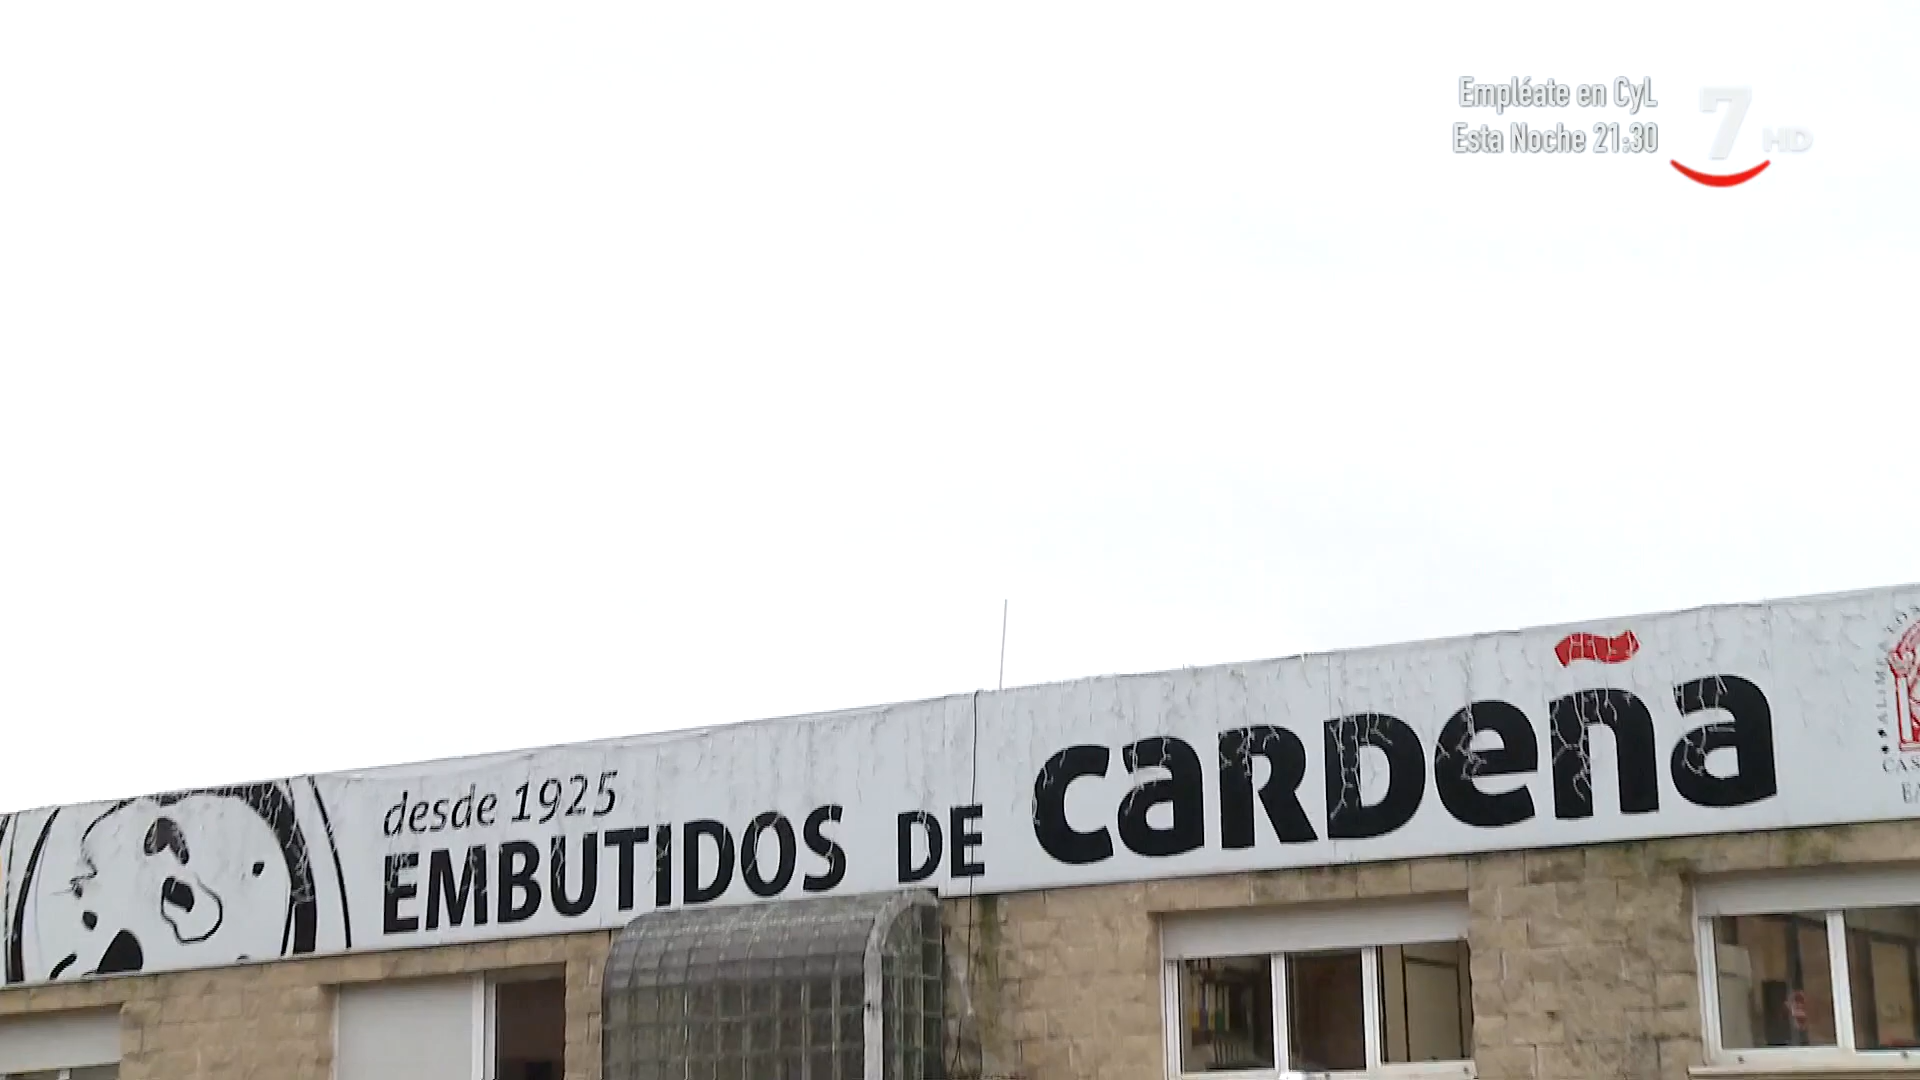 Empléate en CyL
Esta Noche 21:30
7 HD
desde 1925
EMBUTIDOS DE CARDEÑA